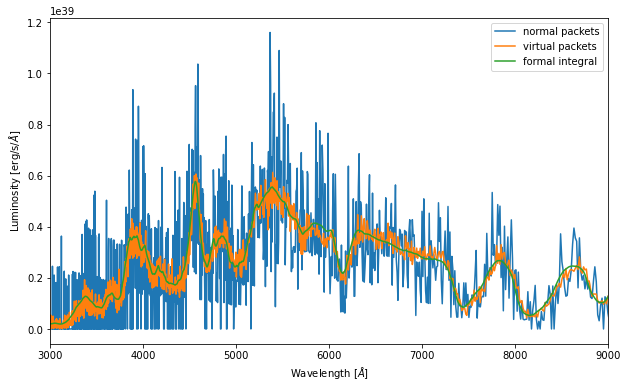 1e39
1.2
1.0
0.8
0.6
0.4
0.2
0.0
Luminosity [erg/s/Å]
normal packets
virtual packets
formal integral
3000 4000 5000 6000 7000 8000 9000
Wavelength [Å]